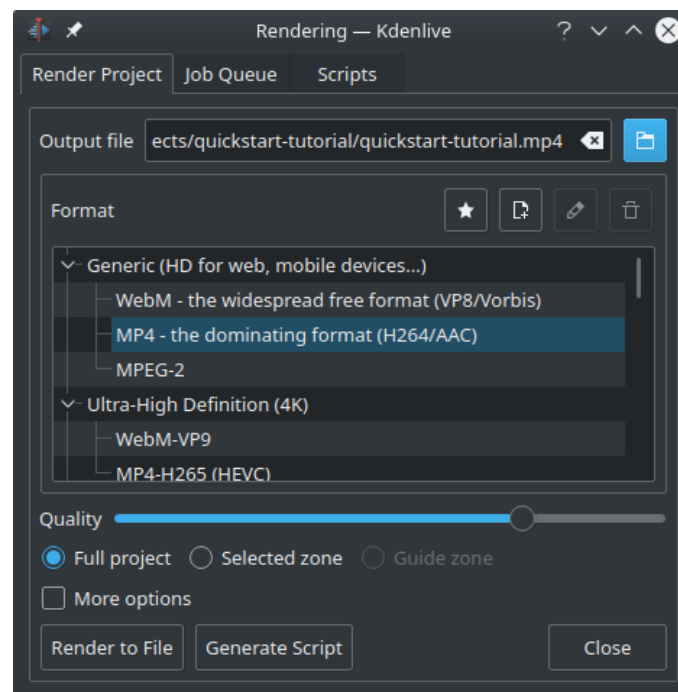 Rendering — Kdenlive
Render Project
Job Queue
Scripts
Output file
ects/quickstart-tutorial/quickstart-tutorial.mp4
Format
Generic (HD for web, mobile devices...)
WebM - the widespread free format (VP8/Vorbis)
MP4 - the dominating format (H264/AAC)
MPEG-2
Ultra-High Definition (4K)
WebM-VP9
MP4-H265 (HEVC)
Quality
Full project
Selected zone
Guide zone
More options
Render to File
Generate Script
Close